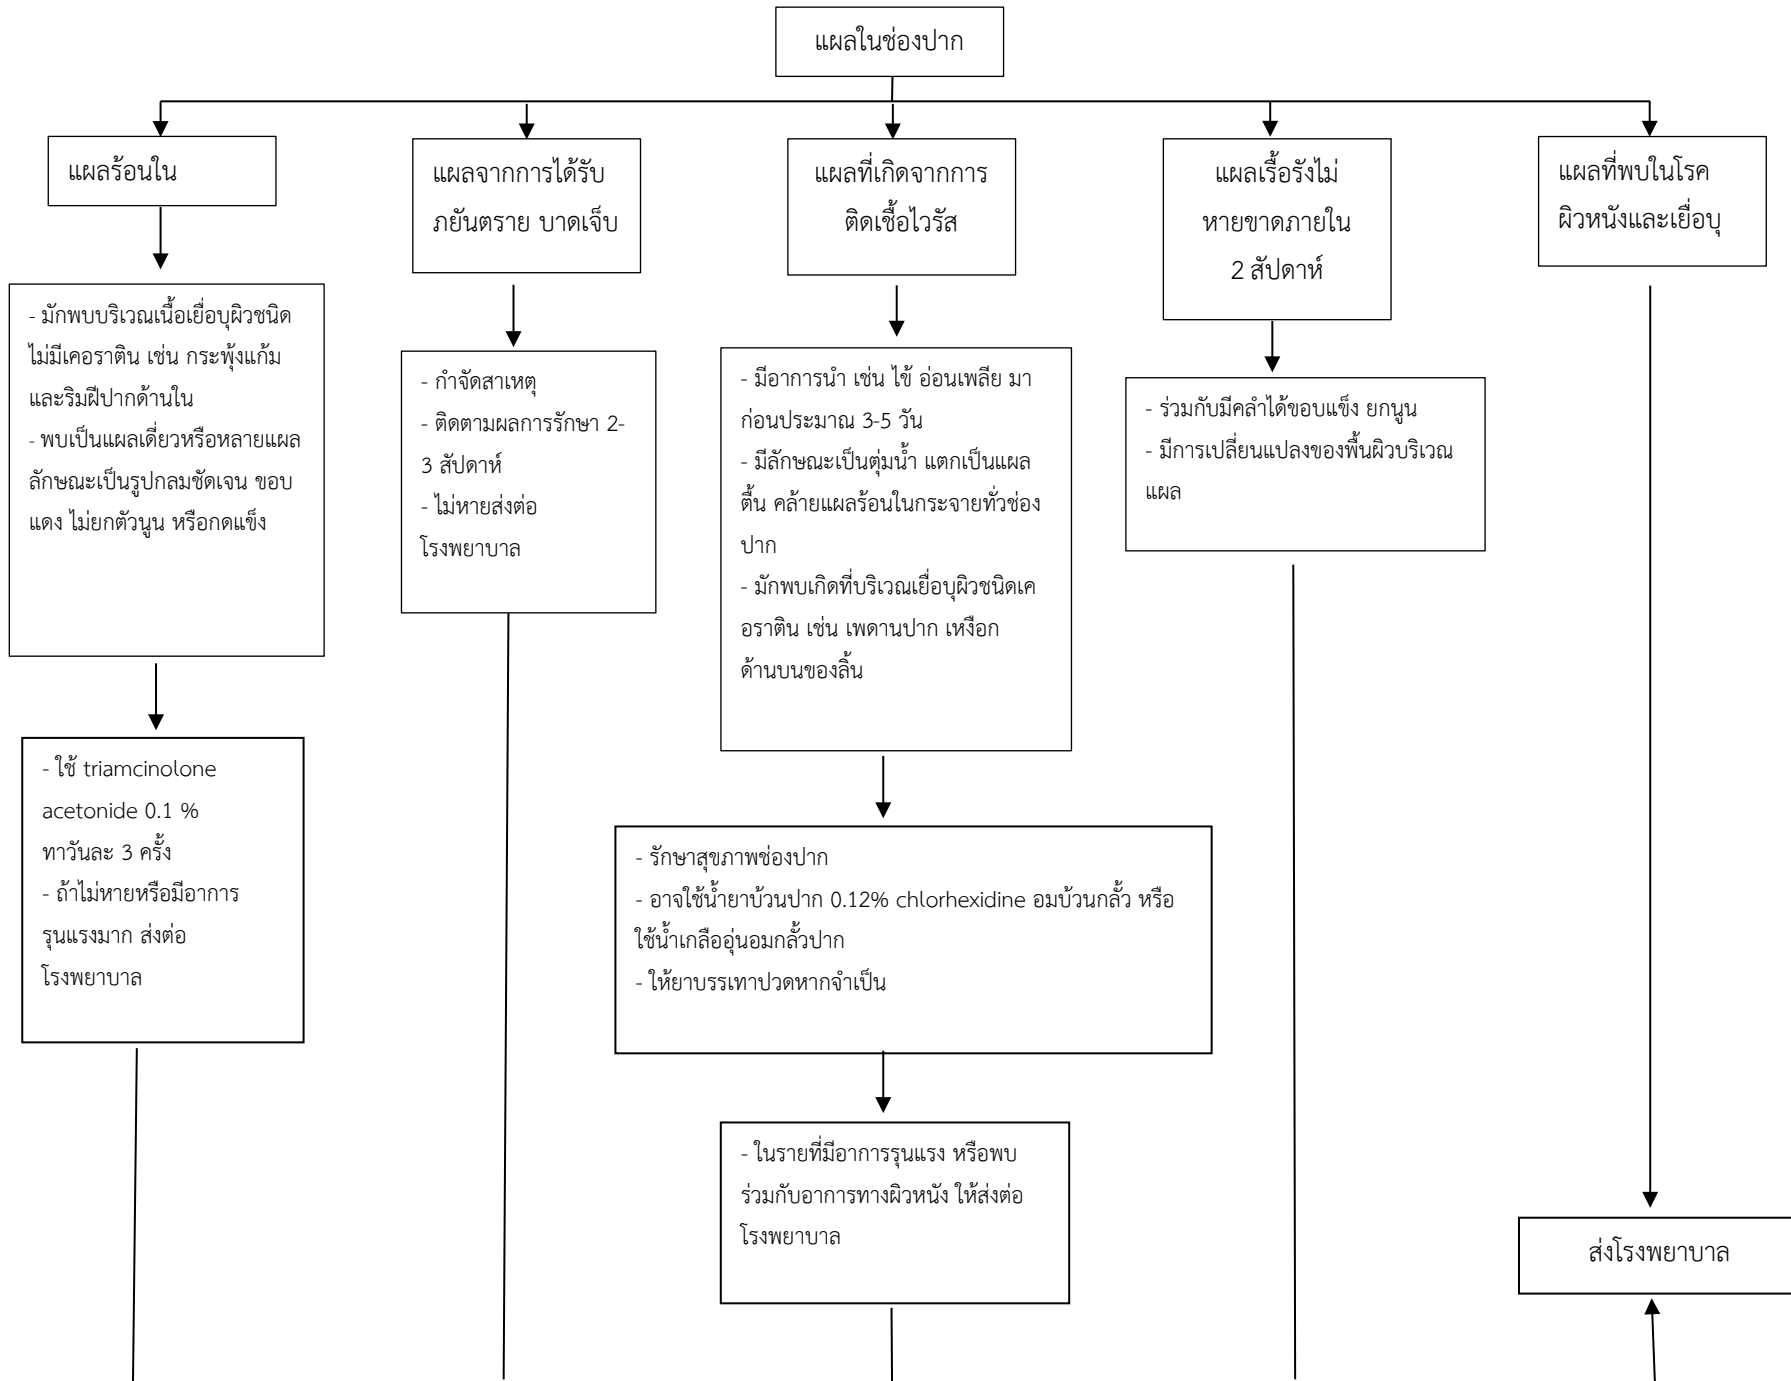 แผลในช่องปาก
แผลร้อนใน
แผลจากการได้รับ
ภยันตราย บาดเจ็บ
แผลที่เกิดจากการ
ติดเชื้อไวรัส
แผลเรื้อรังไม่
หายขาดภายใน
2 สัปดาห์
แผลที่พบในโรค
ผิวหนังและเยื่อบุ
- มักพบบริเวณเนื้อเยื่อบุผิวชนิด
ไม่มีเคอราติน เช่น กระพุ้งแก้ม
และริมฝีปากด้านใน
- พบเป็นแผลเดี่ยวหรือหลายแผล
ลักษณะเป็นรูปกลมชัดเจน ขอบ
แดง ไม่ยกตัวนูน หรือกดแข็ง
- กำจัดสาเหตุ
- ติดตามผลการรักษา 2-
3 สัปดาห์
- ไม่หายส่งต่อ
โรงพยาบาล
- มีอาการนำ เช่น ไข้ อ่อนเพลีย มา
ก่อนประมาณ 3-5 วัน
- มีลักษณะเป็นตุ่มน้ำ แตกเป็นแผล
ตื้น คล้ายแผลร้อนในกระจายทั่วช่อง
ปาก
- มักพบเกิดที่บริเวณเยื่อบุผิวชนิดเค
อราติน เช่น เพดานปาก เหงือก
ด้านบนของลิ้น
- ร่วมกับมีคลำได้ขอบแข็ง ยกนูน
- มีการเปลี่ยนแปลงของพื้นผิวบริเวณ
แผล
- ใช้ triamcinolone
acetonide 0.1 %
ทาวันละ 3 ครั้ง
- ถ้าไม่หายหรือมีอาการ
รุนแรงมาก ส่งต่อ
โรงพยาบาล
- รักษาสุขภาพช่องปาก
- อาจใช้น้ำยาบ้วนปาก 0.12% chlorhexidine อมบ้วนกลั้ว หรือ
ใช้น้ำเกลืออุ่นอมกลั้วปาก
- ให้ยาบรรเทาปวดหากจำเป็น
- ในรายที่มีอาการรุนแรง หรือพบ
ร่วมกับอาการทางผิวหนัง ให้ส่งต่อ
โรงพยาบาล
ส่งโรงพยาบาล